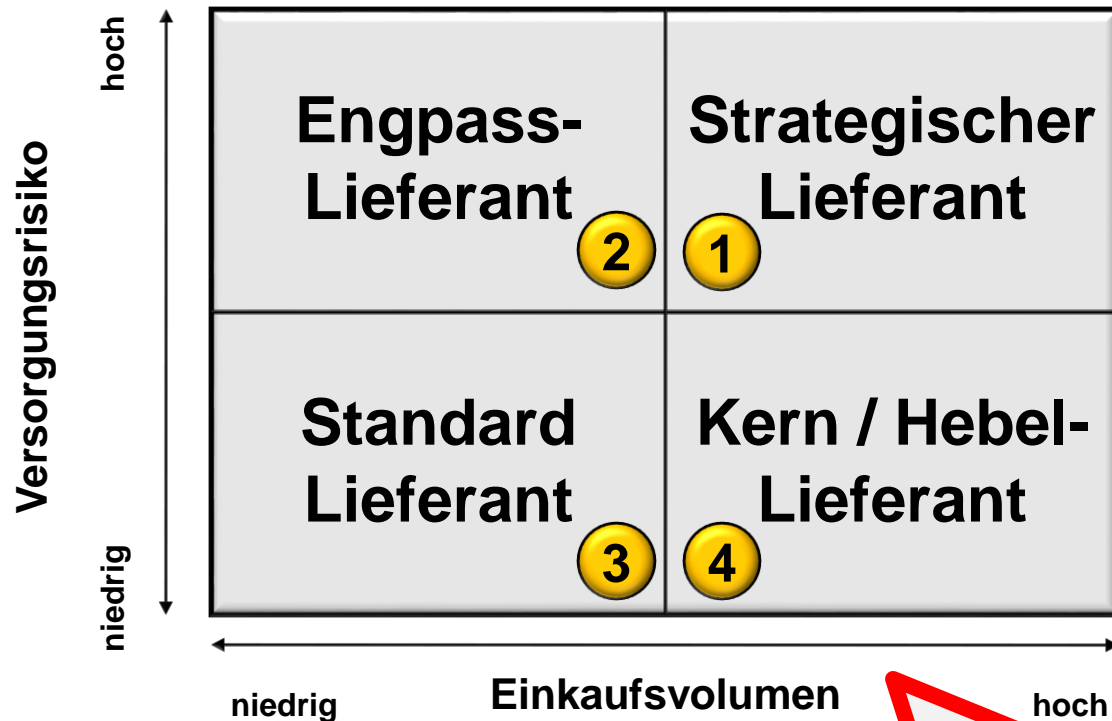 hoch
Versorgungsrisiko
niedrig
Engpass-
Lieferant
2
Strategischer
Lieferant
1
Standard
Lieferant
3
Kern / Hebel-
Lieferant
4
niedrig
Einkaufsvolumen
hoch